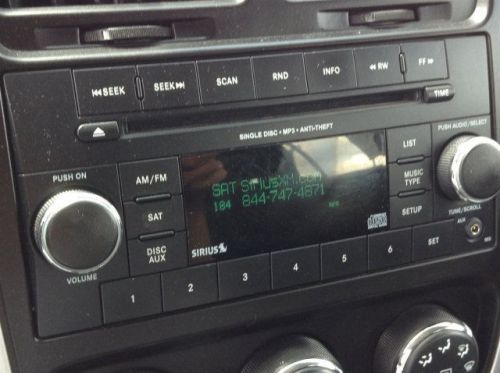 |◀◀ SEEK
SEEK ▶▶|
SCAN
RND
INFO
◀◀ RW
FF ▶▶
TIME
SINGLE DISC • MP3 • ANTI-THEFT
PUSH AUDIO/SELECT
PUSH ON
VOLUME
AM/FM
SAT
DISC
AUX
SAT SIRIUSXM.com
184 844-747-4871
SIRIUS
LIST
MUSIC
TYPE
SETUP
TUNE/SCROLL
AUX
1
2
3
4
5
6
SET